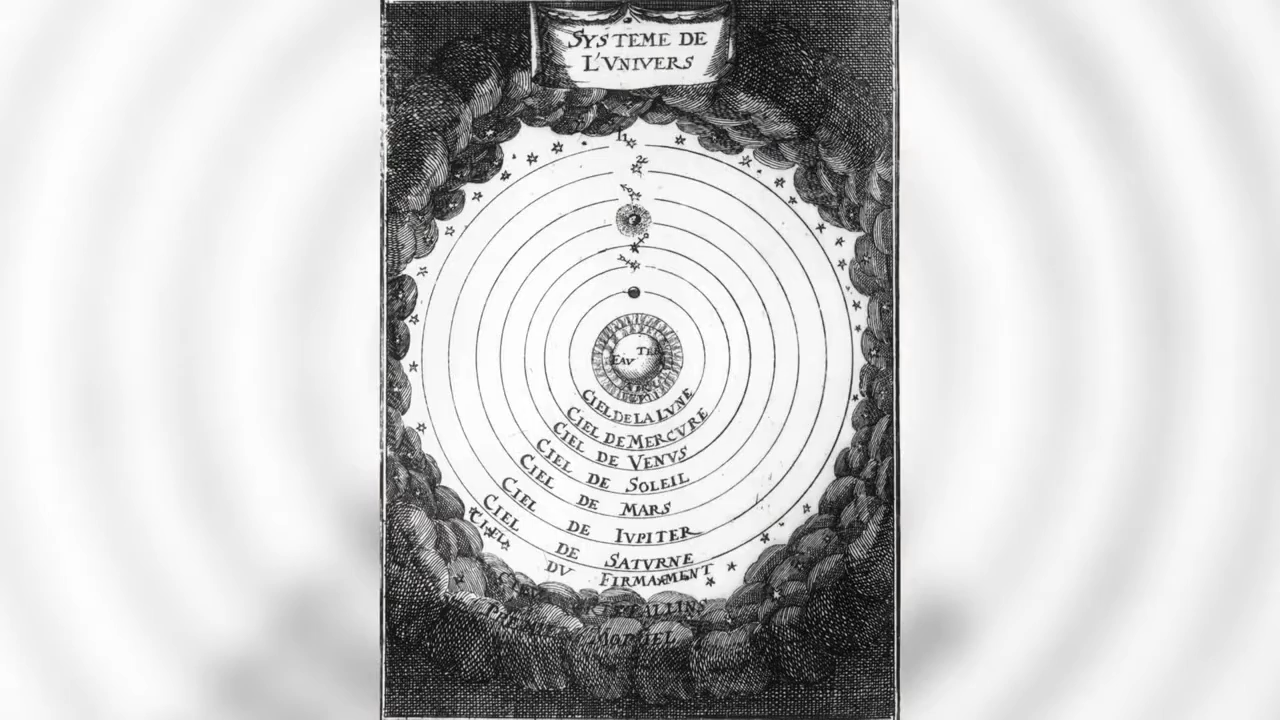 SYSTEME DE
L'VNIVERS
EAV
CIEL DE LA LVNE
CIEL DE MERCVRE
CIEL DE VENVS
CIEL DE SOLEIL
CIEL DE MARS
CIEL DE IVPITER
CIEL DE SATVRNE
CIEL DV FIRMAMENT